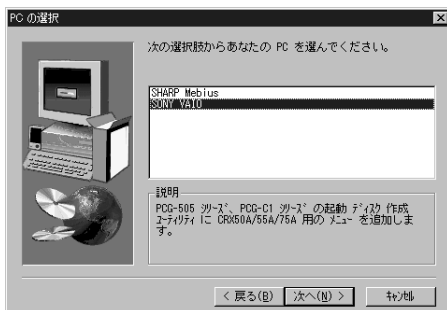 PC の選択
次の選択肢からあなたの PC を選んでください。
SHARP Mebius
SONY VAIO
説明
PCG-505 ｼﾘｰｽﾞ、PCG-C1 ｼﾘｰｽﾞ の起動 ﾃﾞｨｽｸ 作成
ﾕｰﾃｨﾘﾃｨ に CRX50A/55A/75A 用の ﾒﾆｭｰ を追加しま
す。
< 戻る(B)
次へ(N) >
ｷｬﾝｾﾙ